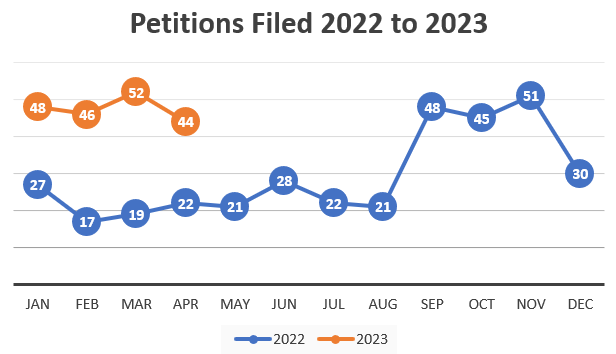 Petitions Filed 2022 to 2023
48 46 52 44
27 17 19 22 21 28 22 21 48 45 51 30
JAN FEB MAR APR MAY JUN JUL AUG SEP OCT NOV DEC
2022 2023